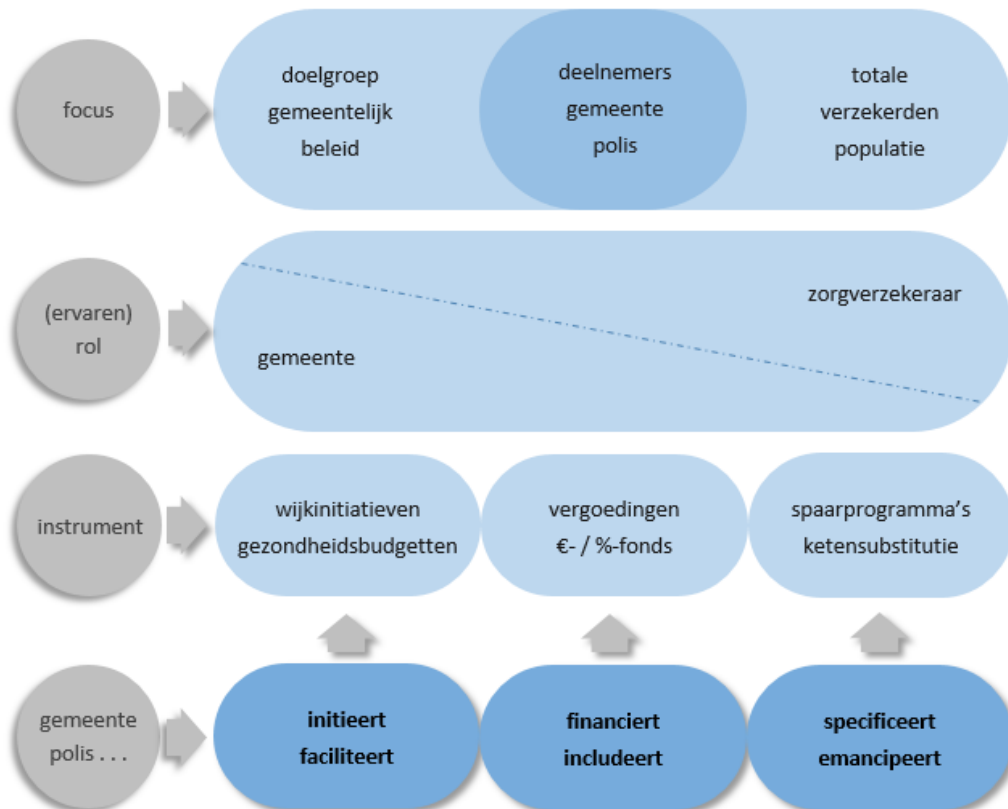 focus
doelgroep
gemeentelijk
beleid
deelnemers
gemeente
polis
totale
verzekerden
populatie
(ervaren)
rol
zorgverzekeraar
gemeente
instrument
wijkinitiatieven
gezondheidsbudgetten
vergoedingen
€- / %-fonds
spaarprogramma’s
ketensubstitutie
gemeente
polis . . .
initieert
faciliteert
financiert
includeert
specificeert
emancipeert